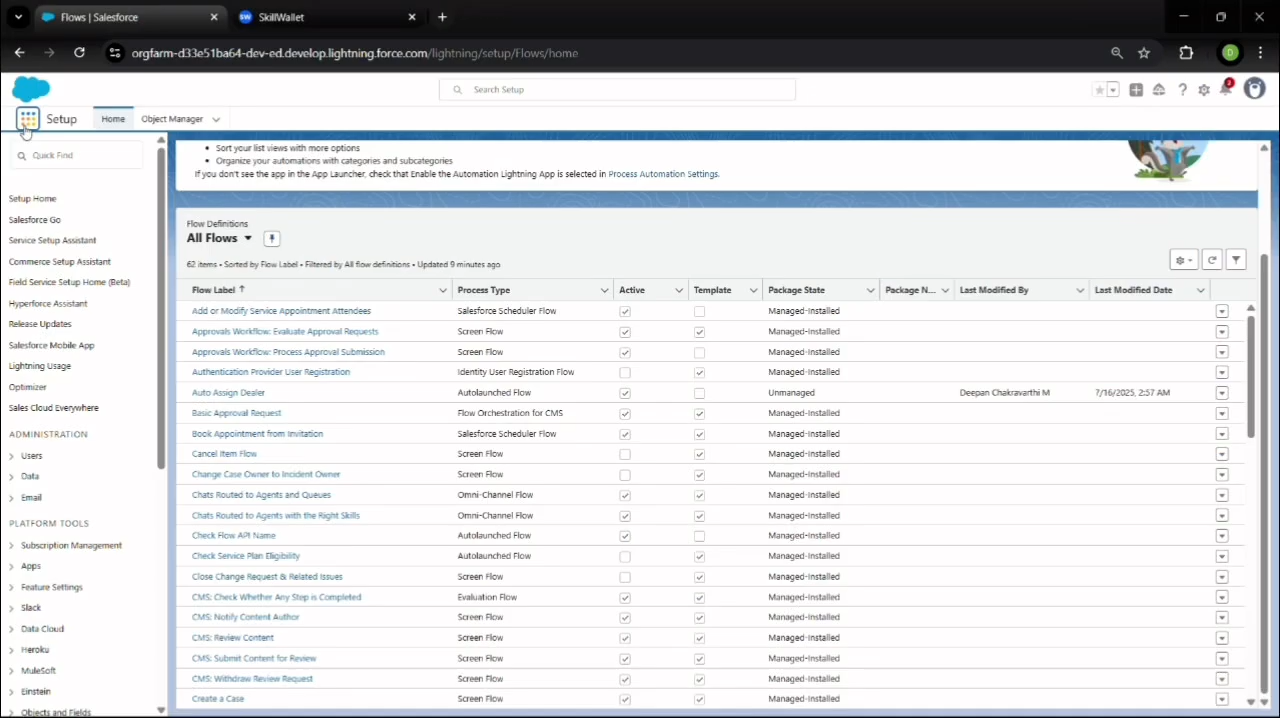 Flows | Salesforce
SkillWallet
orgfarm-d33e51ba64-dev-ed.develop.lightning.force.com/lightning/setup/Flows/home
D
Search Setup
Setup
Home
Object Manager
Quick Find
Setup Home
Salesforce Go
Service Setup Assistant
Commerce Setup Assistant
Field Service Setup Home (Beta)
Hyperforce Assistant
Release Updates
Salesforce Mobile App
Lightning Usage
Optimizer
Sales Cloud Everywhere
ADMINISTRATION
Users
Data
Email
PLATFORM TOOLS
Subscription Management
Apps
Feature Settings
Slack
Data Cloud
Heroku
MuleSoft
Einstein
Objects and Fields
Sort your list views with more options
Organize your automations with categories and subcategories
If you don't see the app in the App Launcher, check that Enable the Automation Lightning App is selected in Process Automation Settings.
Flow Definitions
All Flows
62 items • Sorted by Flow Label • Filtered by All flow definitions • Updated 9 minutes ago
Flow Label Process Type Active Template Package State Package N... Last Modified By Last Modified Date
Add or Modify Service Appointment Attendees Salesforce Scheduler Flow Managed-Installed
Approvals Workflow: Evaluate Approval Requests Screen Flow Managed-Installed
Approvals Workflow: Process Approval Submission Screen Flow Managed-Installed
Authentication Provider User Registration Identity User Registration Flow Managed-Installed
Auto Assign Dealer Autolaunched Flow Unmanaged Deepan Chakravarthi M 7/16/2025, 2:57 AM
Basic Approval Request Flow Orchestration for CMS Managed-Installed
Book Appointment from Invitation Salesforce Scheduler Flow Managed-Installed
Cancel Item Flow Screen Flow Managed-Installed
Change Case Owner to Incident Owner Screen Flow Managed-Installed
Chats Routed to Agents and Queues Omni-Channel Flow Managed-Installed
Chats Routed to Agents with the Right Skills Omni-Channel Flow Managed-Installed
Check Flow API Name Autolaunched Flow Managed-Installed
Check Service Plan Eligibility Autolaunched Flow Managed-Installed
Close Change Request & Related Issues Screen Flow Managed-Installed
CMS: Check Whether Any Step is Completed Evaluation Flow Managed-Installed
CMS: Notify Content Author Screen Flow Managed-Installed
CMS: Review Content Screen Flow Managed-Installed
CMS: Submit Content for Review Screen Flow Managed-Installed
CMS: Withdraw Review Request Screen Flow Managed-Installed
Create a Case Screen Flow Managed-Installed